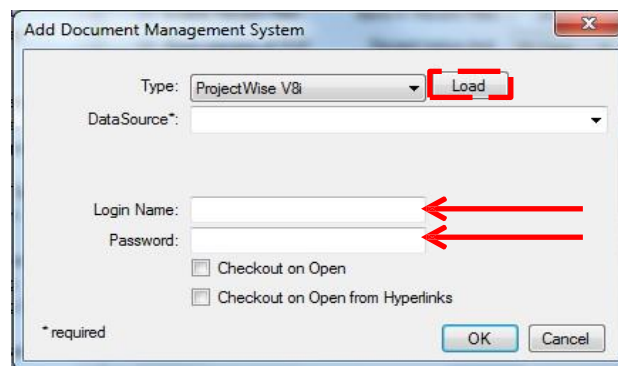 Add Document Management System
Type: ProjectWise V8i Load
DataSource*:
Login Name:
Password:
Checkout on Open
Checkout on Open from Hyperlinks
* required OK Cancel